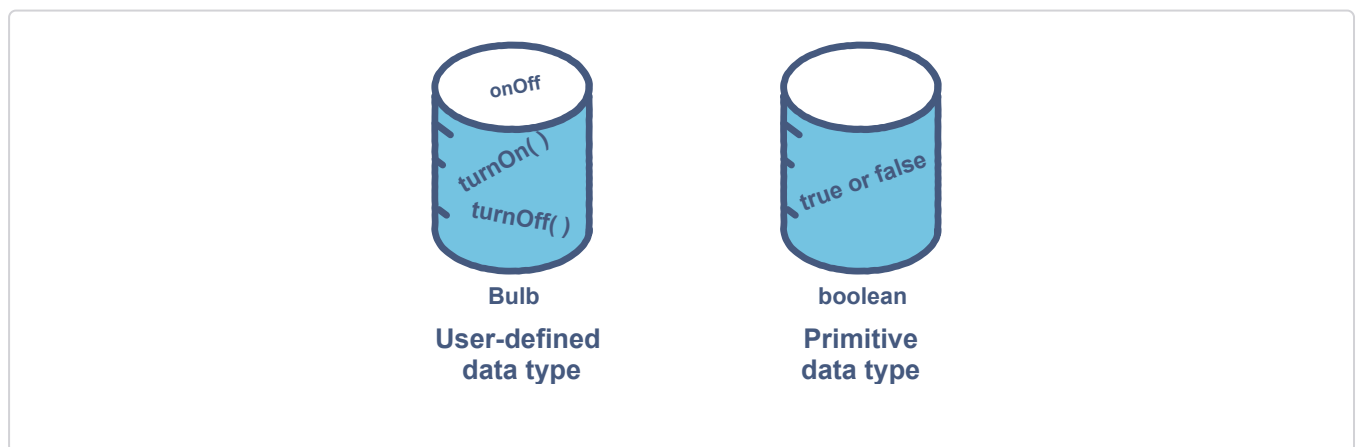 onOff
turnOn( )
turnOff( )
Bulb
User-defined
data type
true or false
boolean
Primitive
data type